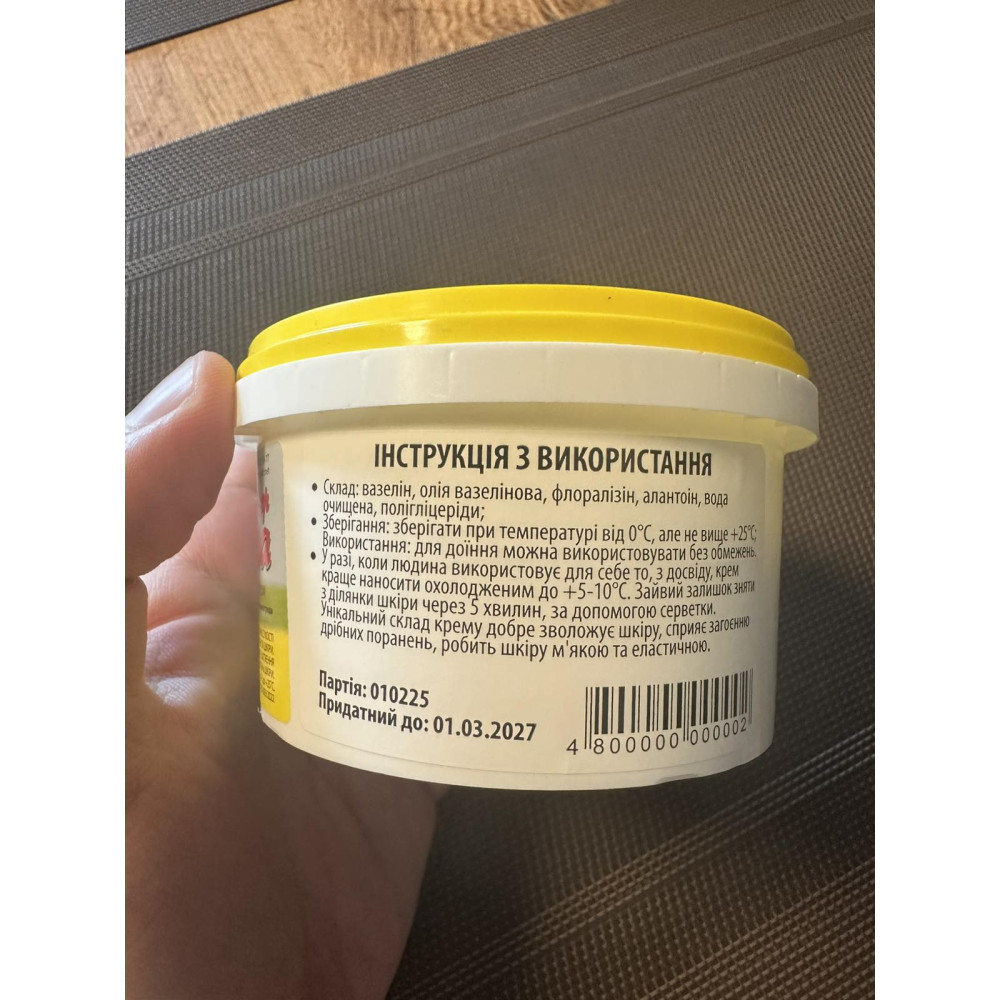 ІНСТРУКЦІЯ З ВИКОРИСТАННЯ
• Склад: вазелін, олія вазелінова, флоралізін, алантоін, вода
очищена, полігліцериди;
• Зберігання: зберігати при температурі від 0°С, але не вище +25°С;
Використання: для доїння можна використовувати без обмежень.
• У разі, коли людина використовує для себе то, з досвіду, крем
краще наносити охолодженим до +5-10°С. Зайвий залишок зняти
з ділянки шкіри через 5 хвилин, за допомогою серветки.
Унікальний склад крему добре зволожує шкіру, сприяє загоєнню
дрібних поранень, робить шкіру м'якою та еластичною.
Партія: 010225
Придатний до: 01.03.2027
4 800000 000002